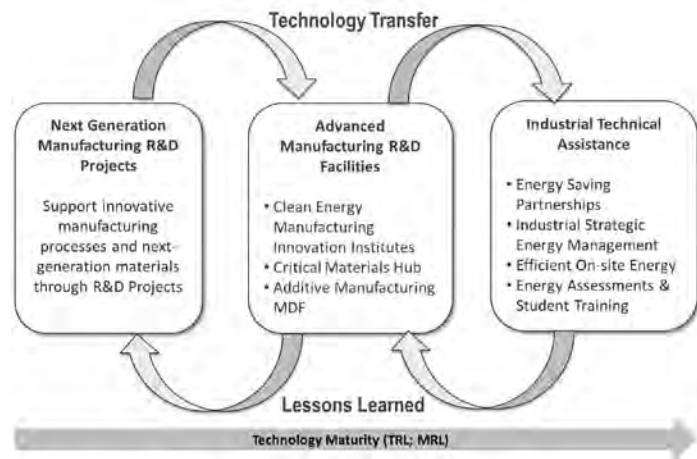 Technology Transfer
Next Generation
Manufacturing R&D
Projects
Support innovative
manufacturing
processes and next-
generation materials
through R&D Projects
Advanced
Manufacturing R&D
Facilities
• Clean Energy
Manufacturing
Innovation Institutes
• Critical Materials Hub
• Additive Manufacturing
MDF
Industrial Technical
Assistance
• Energy Saving
Partnerships
• Industrial Strategic
Energy Management
• Efficient On-site Energy
• Energy Assessments &
Student Training
Lessons Learned
Technology Maturity (TRL; MRL)